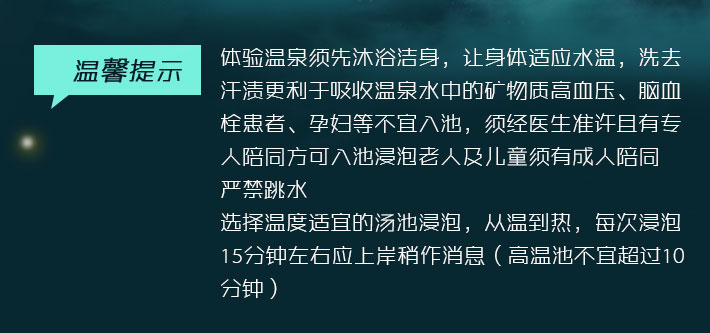 温馨提示
体验温泉须先沐浴洁身，让身体适应水温，洗去
汗渍更利于吸收温泉水中的矿物质高血压、脑血
栓患者、孕妇等不宜入池，须经医生准许且有专
人陪同方可入池浸泡老人及儿童须有成人陪同
严禁跳水
选择温度适宜的汤池浸泡，从温到热，每次浸泡
15分钟左右应上岸稍作消息（高温池不宜超过10
分钟）